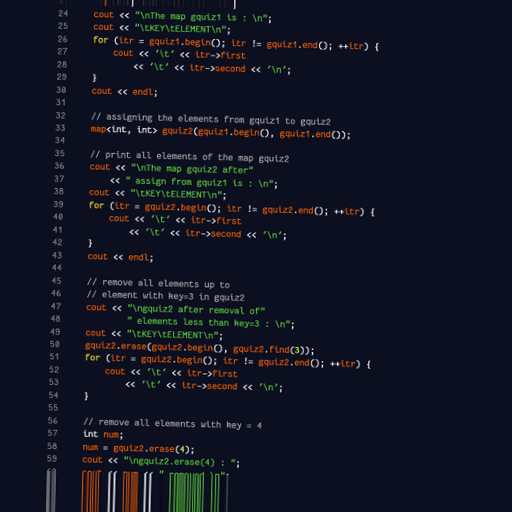 24 cout << "\nThe map gquiz1 is : \n";
25 cout << "\tKEY\tELEMENT\n";
26 for (itr = gquiz1.begin(); itr != gquiz1.end(); ++itr) {
27 cout << '\t' << itr->first
28 << '\t' << itr->second << '\n';
29 }
30 cout << endl;
31
32 // assigning the elements from gquiz1 to gquiz2
33 map<int, int> gquiz2(gquiz1.begin(), gquiz1.end());
34
35 // print all elements of the map gquiz2
36 cout << "\nThe map gquiz2 after"
37 << " assign from gquiz1 is : \n";
38 cout << "\tKEY\tELEMENT\n";
39 for (itr = gquiz2.begin(); itr != gquiz2.end(); ++itr) {
40 cout << '\t' << itr->first
41 << '\t' << itr->second << '\n';
42 }
43 cout << endl;
44
45 // remove all elements up to
46 // element with key=3 in gquiz2
47 cout << "\ngquiz2 after removal of"
48 " elements less than key=3 : \n";
49 cout << "\tKEY\tELEMENT\n";
50 gquiz2.erase(gquiz2.begin(), gquiz2.find(3));
51 for (itr = gquiz2.begin(); itr != gquiz2.end(); ++itr) {
52 cout << '\t' << itr->first
53 << '\t' << itr->second << '\n';
54 }
55
56 // remove all elements with key = 4
57 int num;
58 num = gquiz2.erase(4);
59 cout << "\ngquiz2.erase(4) : ";
60 cout << num << " removed \n";